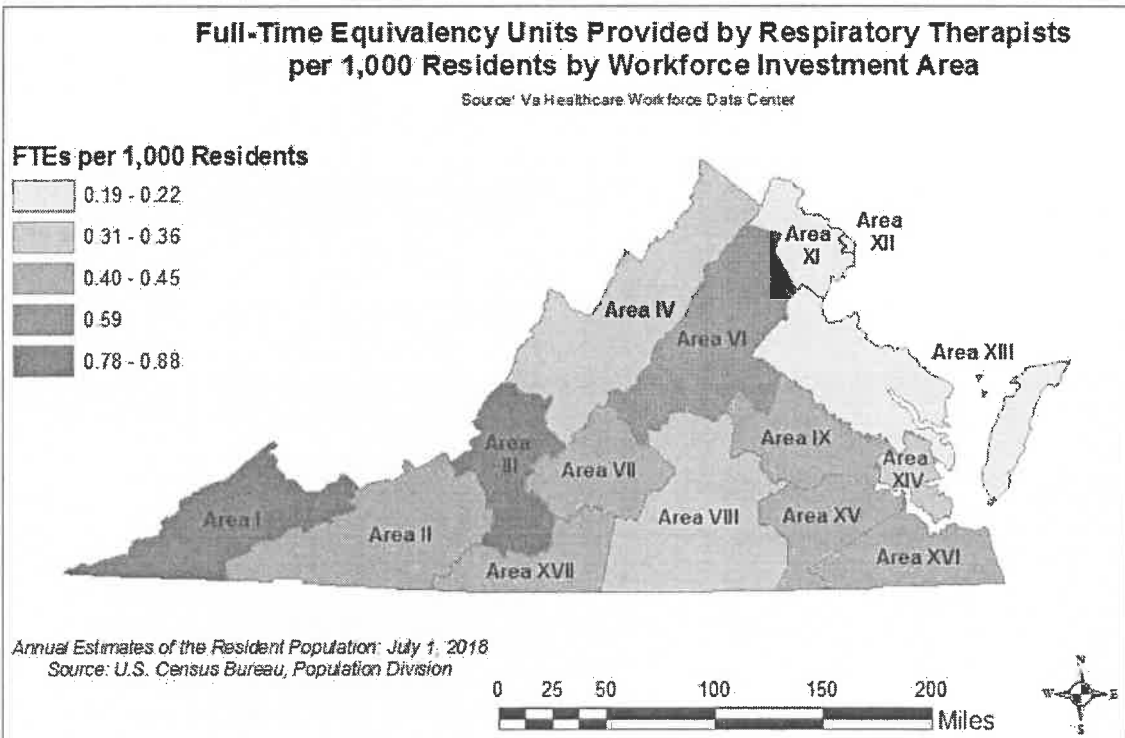 Full-Time Equivalency Units Provided by Respiratory Therapists
per 1,000 Residents by Workforce Investment Area
Source: Va Healthcare Workforce Data Center
FTEs per 1,000 Residents
0.19 - 0.22
0.31 - 0.36
0.40 - 0.45
0.59
0.78 - 0.88
Area
XII
Area
XI
Area IV
Area VI
Area XIII
Area
III
Area IX
Area
XIV
Area VII
Area I
Area II
Area VIII
Area XV
Area XVII
Area XVI
Annual Estimates of the Resident Population: July 1, 2018
Source: U.S. Census Bureau, Population Division
0 25 50 100 150 200
Miles
N
W E
S